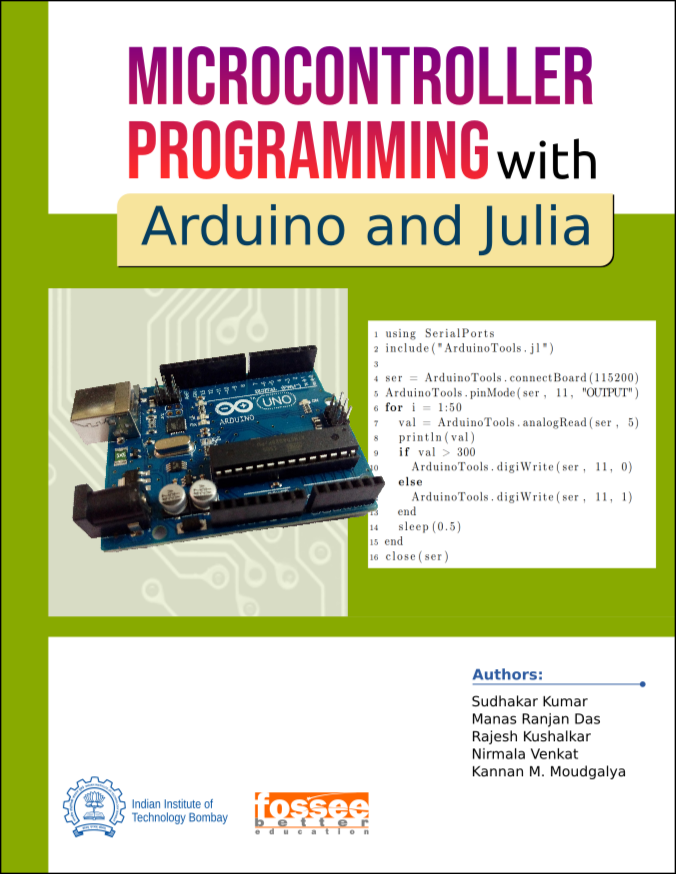 MICROCONTROLLER
PROGRAMMING with
Arduino and Julia
UNO
ARDUINO
1 using SerialPorts
2 include("ArduinoTools.jl")
3
4 ser = ArduinoTools.connectBoard(115200)
5 ArduinoTools.pinMode(ser, 11, "OUTPUT")
6 for i = 1:50
7 val = ArduinoTools.analogRead(ser, 5)
8 println(val)
9 if val > 300
10 ArduinoTools.digiWrite(ser, 11, 0)
else
ArduinoTools.digiWrite(ser, 11, 1)
13 end
14 sleep(0.5)
15 end
16 close(ser)
Authors:
Sudhakar Kumar
Manas Ranjan Das
Rajesh Kushalkar
Nirmala Venkat
Kannan M. Moudgalya
Indian Institute of
Technology Bombay
fossee
better
education